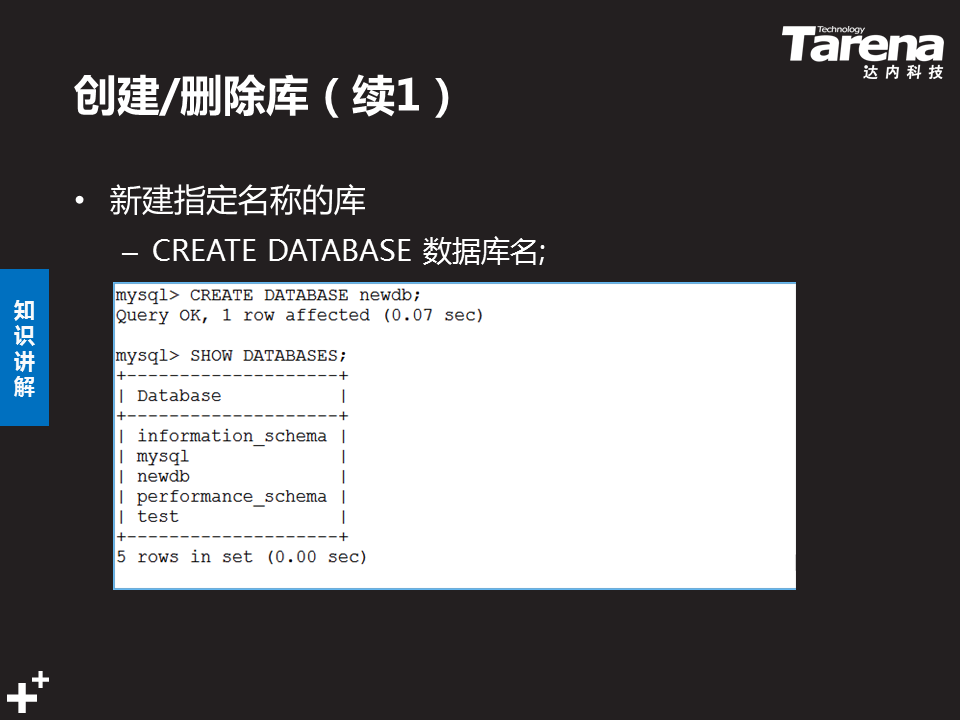 Technology
Tarena
达内科技
创建/删除库（续1）
• 新建指定名称的库
– CREATE DATABASE 数据库名;
知识讲解
mysql> CREATE DATABASE newdb;
Query OK, 1 row affected (0.07 sec)
mysql> SHOW DATABASES;
+--------------------+
| Database           |
+--------------------+
| information_schema |
| mysql              |
| newdb              |
| performance_schema |
| test               |
+--------------------+
5 rows in set (0.00 sec)